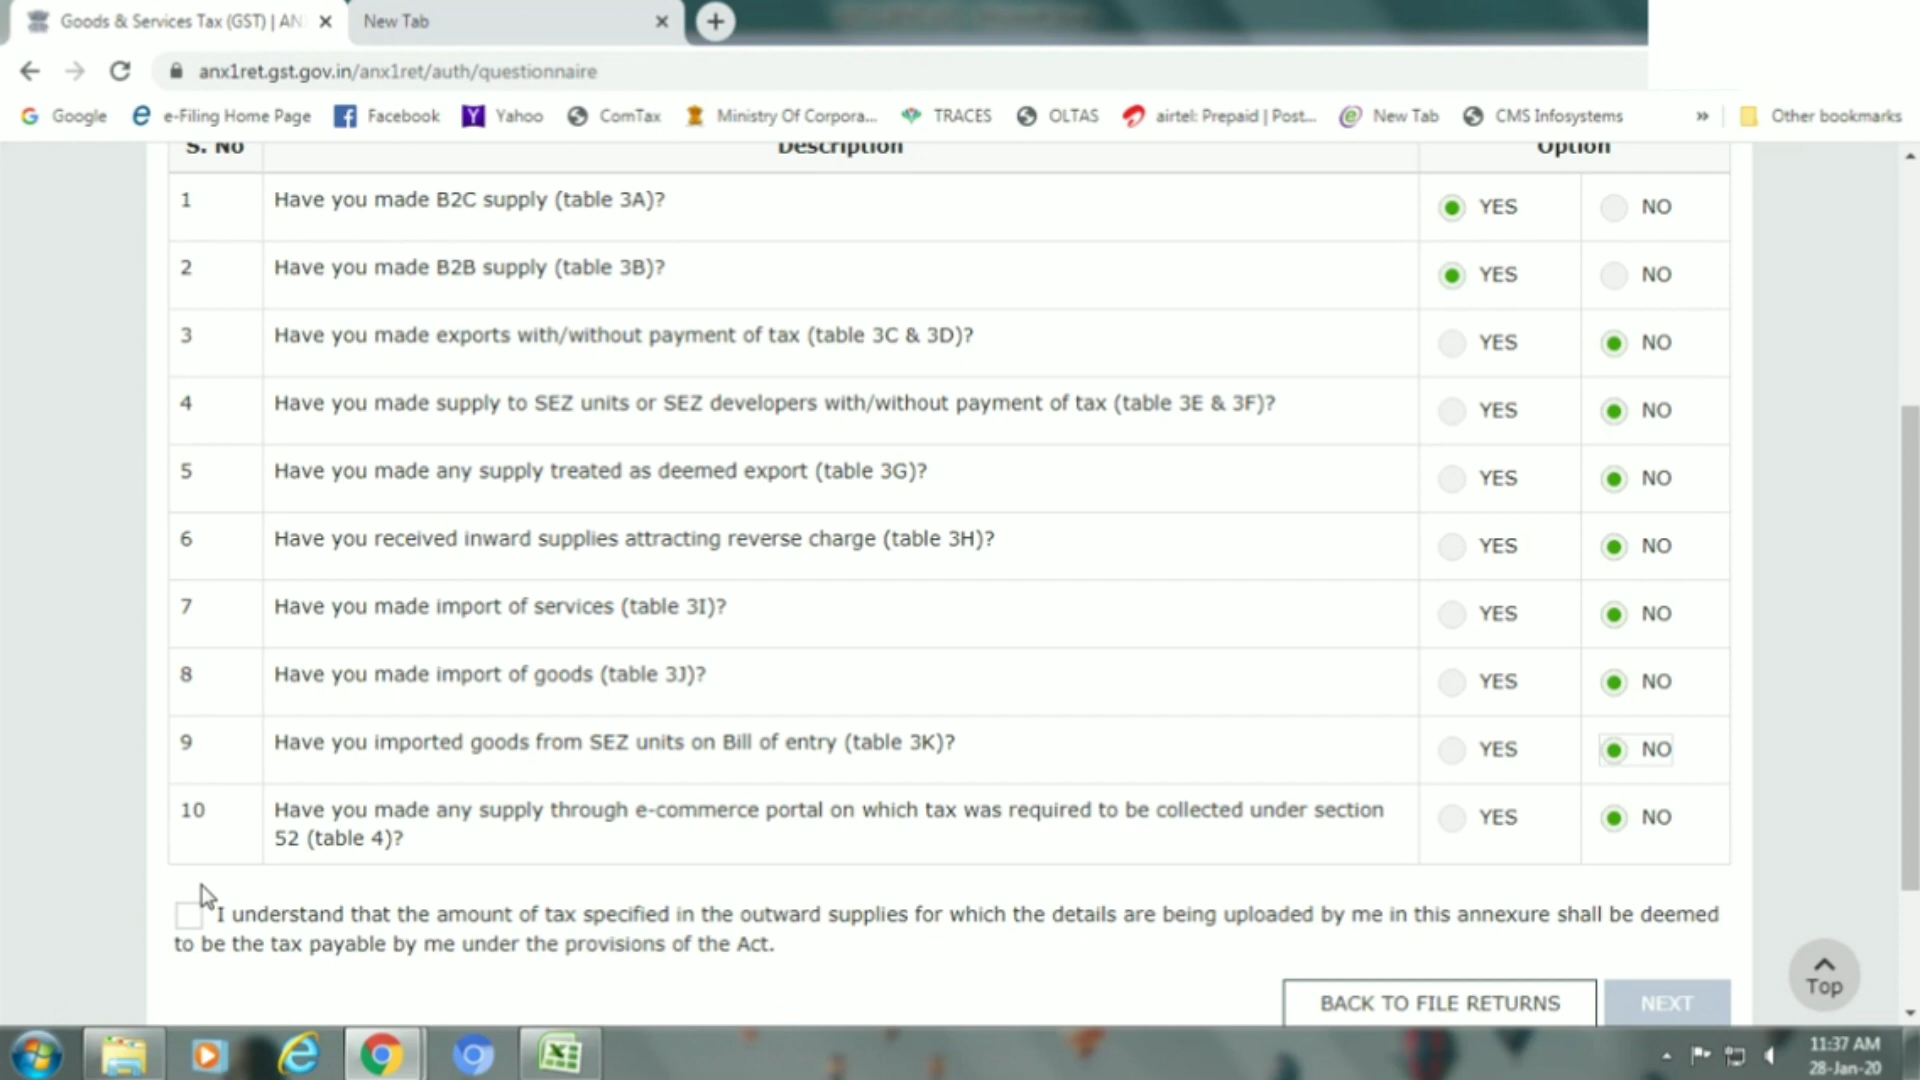 Goods & Services Tax (GST) | AN
New Tab
anx1ret.gst.gov.in/anx1ret/auth/questionnaire
Google e-Filing Home Page Facebook Yahoo ComTax Ministry Of Corpora... TRACES OLTAS airtel: Prepaid | Post... New Tab CMS Infosystems » Other bookmarks
S. No Description Option
1 Have you made B2C supply (table 3A)? YES NO
2 Have you made B2B supply (table 3B)? YES NO
3 Have you made exports with/without payment of tax (table 3C & 3D)? YES NO
4 Have you made supply to SEZ units or SEZ developers with/without payment of tax (table 3E & 3F)? YES NO
5 Have you made any supply treated as deemed export (table 3G)? YES NO
6 Have you received inward supplies attracting reverse charge (table 3H)? YES NO
7 Have you made import of services (table 3I)? YES NO
8 Have you made import of goods (table 3J)? YES NO
9 Have you imported goods from SEZ units on Bill of entry (table 3K)? YES NO
10 Have you made any supply through e-commerce portal on which tax was required to be collected under section YES NO
52 (table 4)?
I understand that the amount of tax specified in the outward supplies for which the details are being uploaded by me in this annexure shall be deemed
to be the tax payable by me under the provisions of the Act.
Top
BACK TO FILE RETURNS NEXT
11:37 AM
28-Jan-20